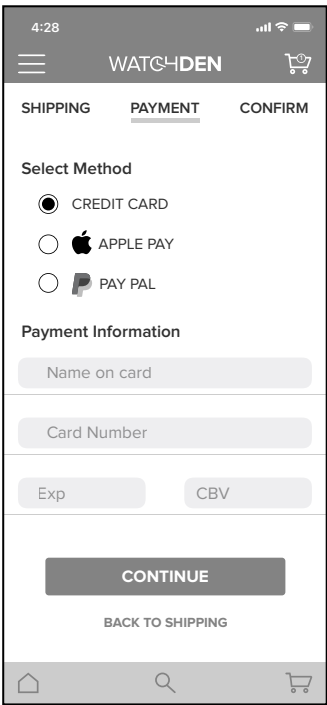 4:28
WATCHDEN
SHIPPING PAYMENT CONFIRM
Select Method
CREDIT CARD
APPLE PAY
PAY PAL
Payment Information
Name on card
Card Number
Exp CBV
CONTINUE
BACK TO SHIPPING